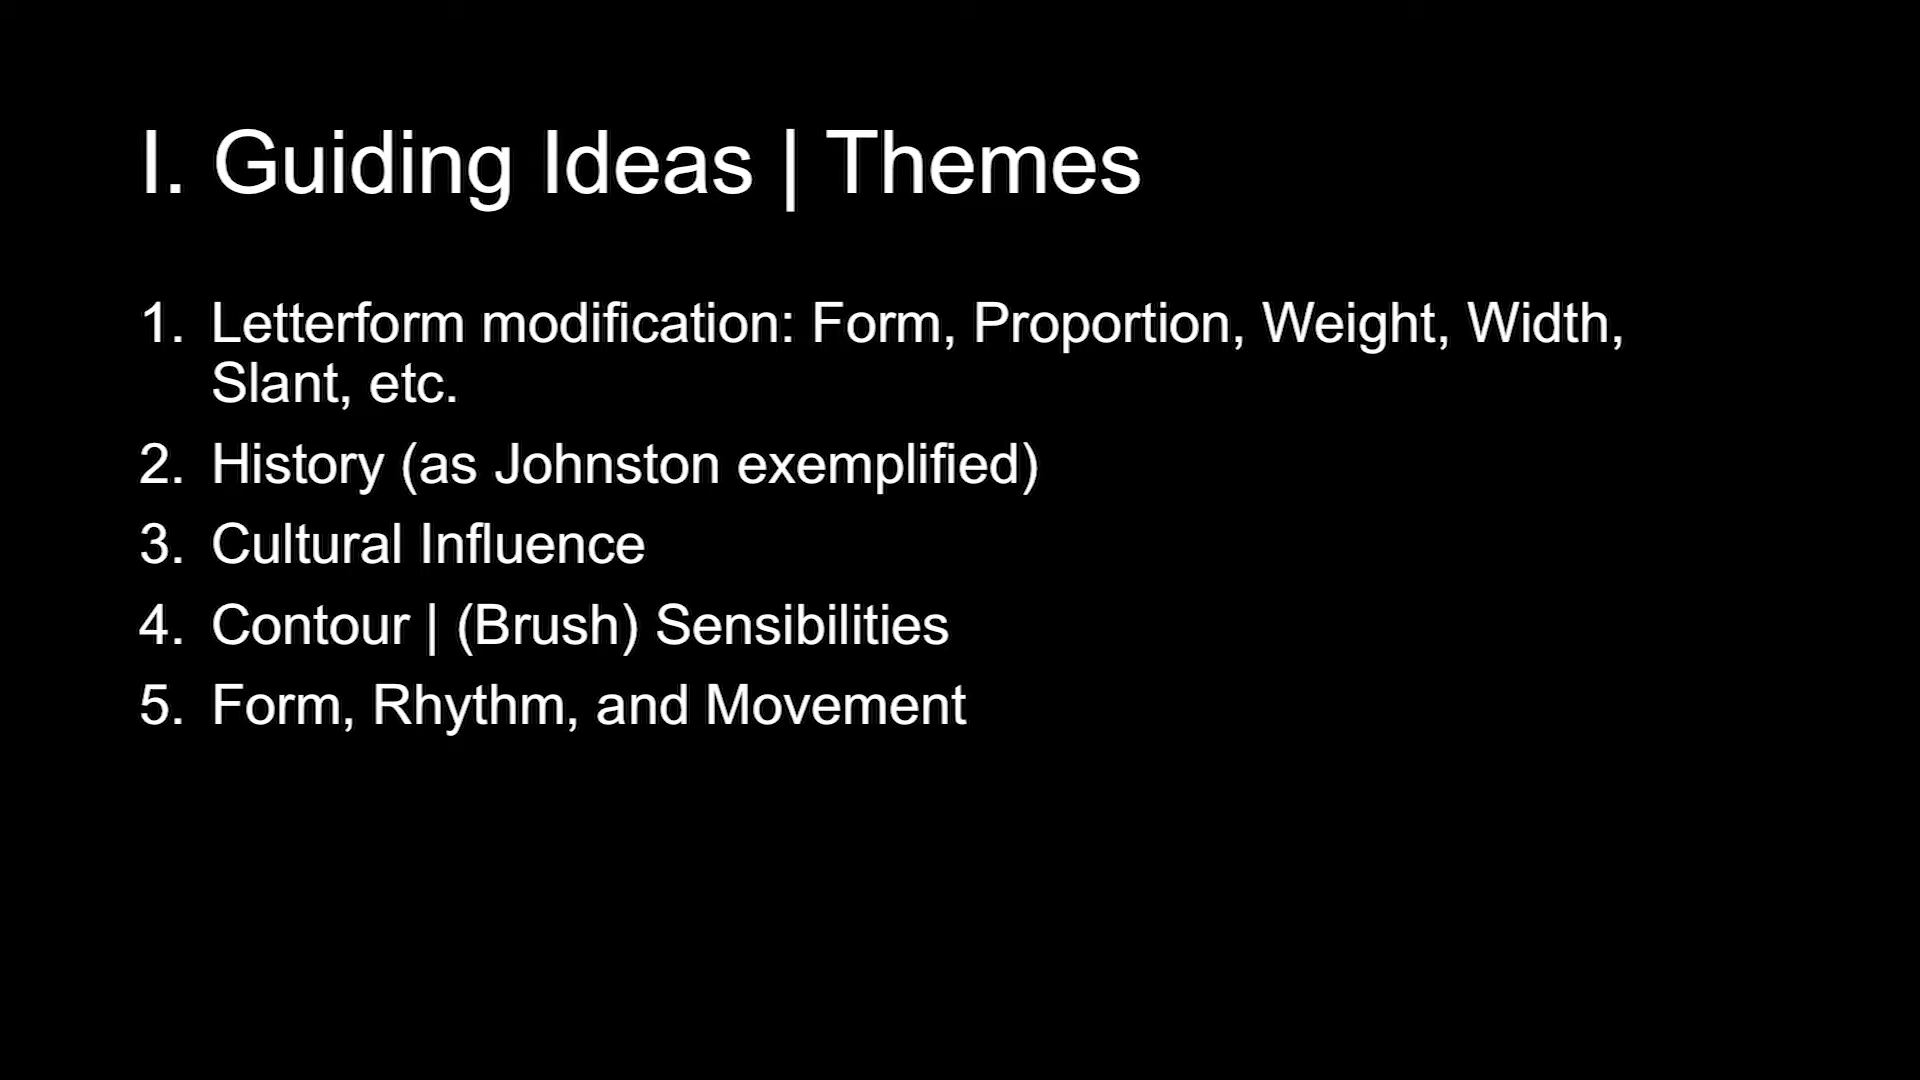 I. Guiding Ideas | Themes
1. Letterform modification: Form, Proportion, Weight, Width,
Slant, etc.
2. History (as Johnston exemplified)
3. Cultural Influence
4. Contour | (Brush) Sensibilities
5. Form, Rhythm, and Movement